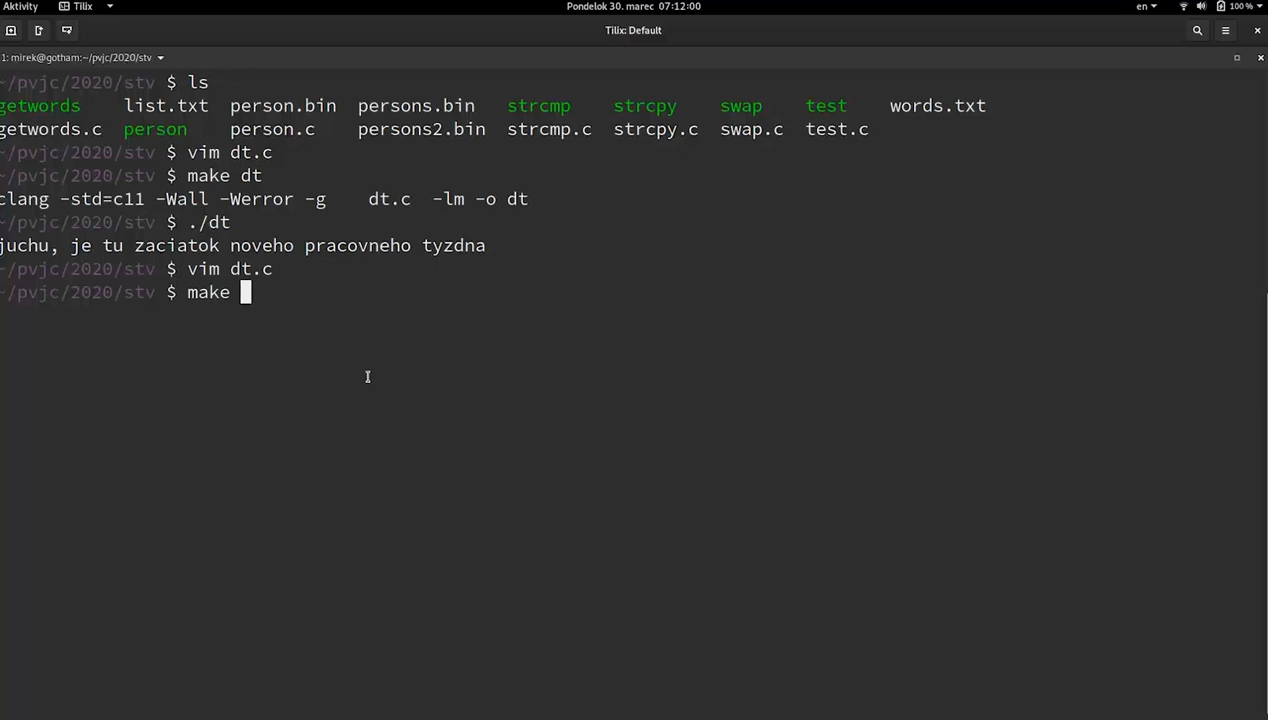 Aktivity Tilix Pondelok 30. marec 07:12:00 en 100 %
Tilix: Default
1: mirek@gotham:~/pvjc/2020/stv
~/pvjc/2020/stv $ ls
getwords list.txt person.bin persons.bin strcmp strcpy swap test words.txt
getwords.c person person.c persons2.bin strcmp.c strcpy.c swap.c test.c
~/pvjc/2020/stv $ vim dt.c
~/pvjc/2020/stv $ make dt
clang -std=c11 -Wall -Werror -g dt.c -lm -o dt
~/pvjc/2020/stv $ ./dt
juchu, je tu zaciatok noveho pracovneho tyzdna
~/pvjc/2020/stv $ vim dt.c
~/pvjc/2020/stv $ make